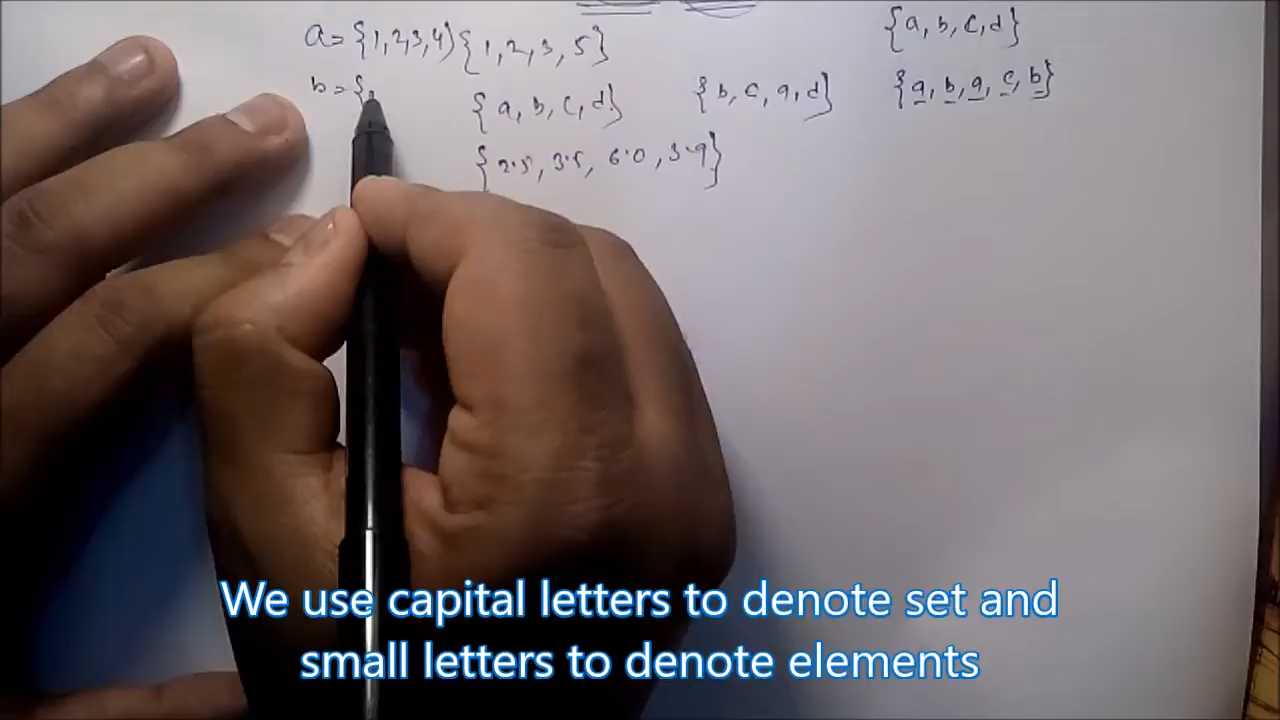 a = {1,2,3,4} {1, 2, 3, 5}
{a, b, c, d}
b = {
{a, b, c, d}
{b, c, a, d}
{a, b, a, c, b}
{2.5, 3.5, 6.0, 3.9}
We use capital letters to denote set and
small letters to denote elements